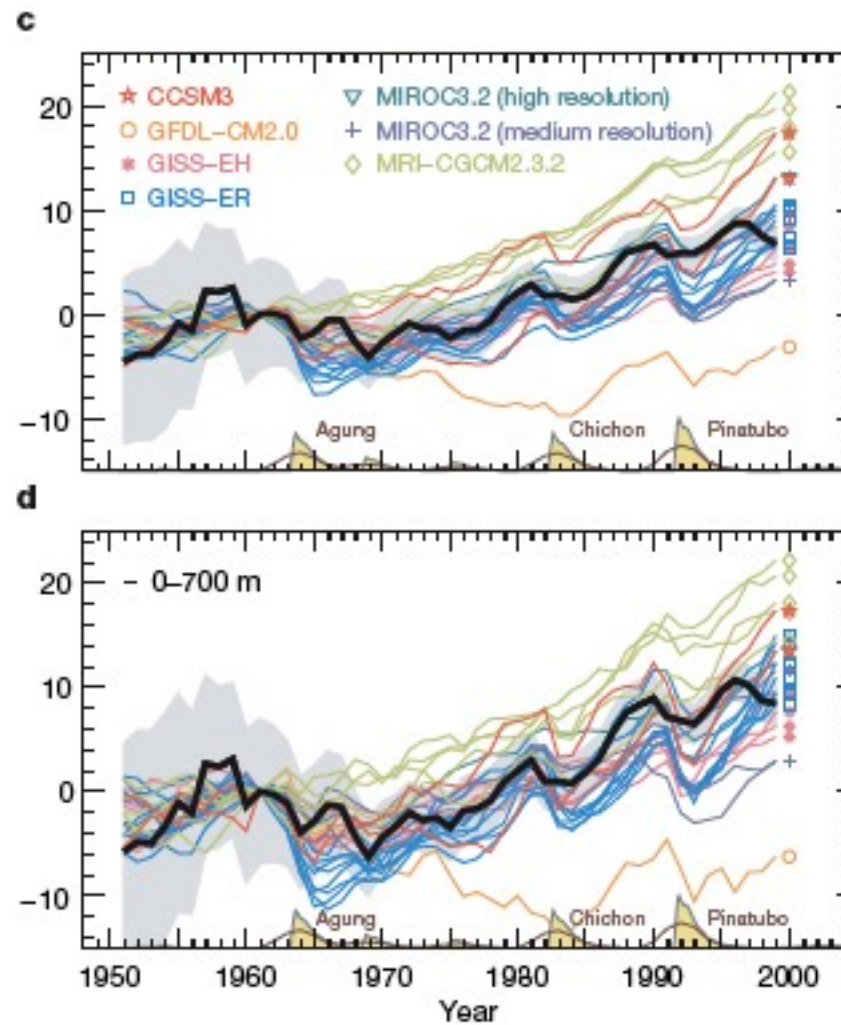 c
20
10
0
−10
CCSM3
GFDL−CM2.0
GISS−EH
GISS−ER
MIROC3.2 (high resolution)
MIROC3.2 (medium resolution)
MRI−CGCM2.3.2
Agung
Chichon
Pinatubo
d
20
10
0
−10
− 0−700 m
Agung
Chichon
Pinatubo
1950 1960 1970 1980 1990 2000
Year